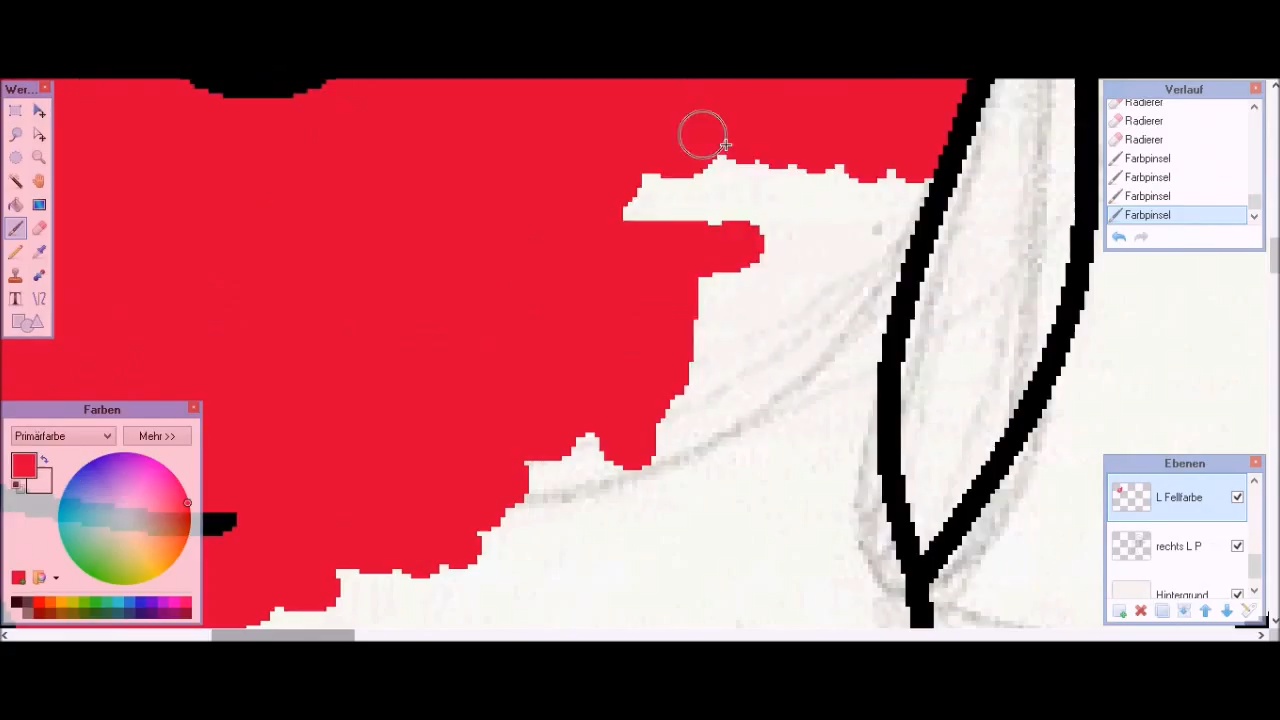 Wer...
Verlauf
Radierer
Radierer
Radierer
Farbpinsel
Farbpinsel
Farbpinsel
Farbpinsel
Farben
Primärfarbe
Mehr >>
Ebenen
L Fellfarbe
rechts L P
Hintergrund